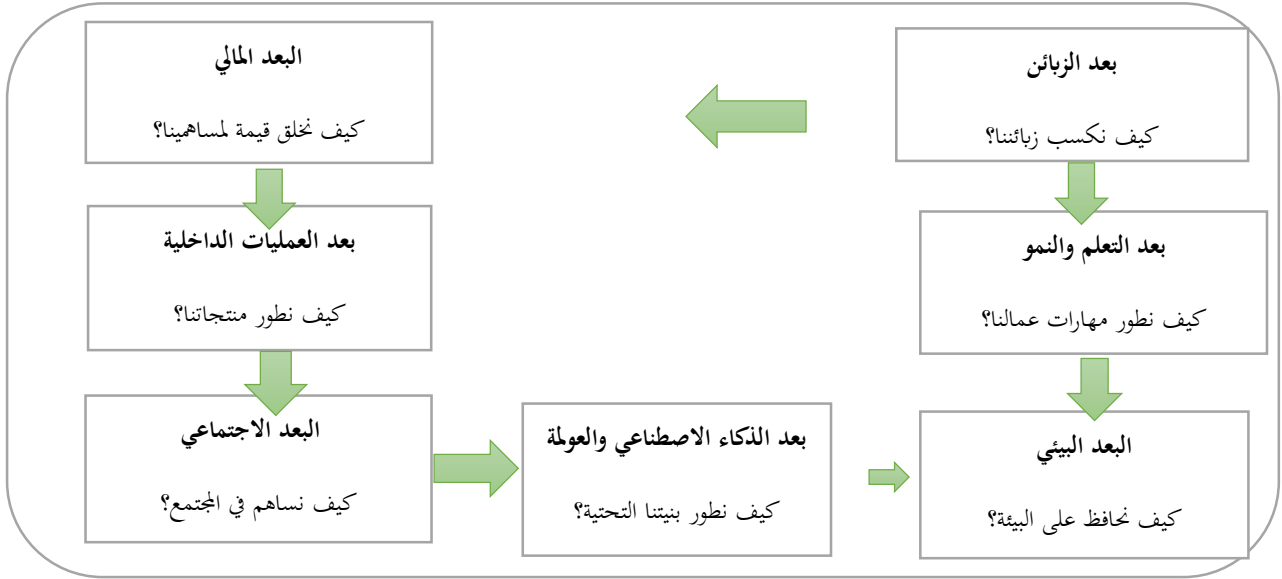 بعد الزبائن
كيف نكسب زبائننا؟
البعد المالي
كيف نخلق قيمة لمساهمينا؟
بعد التعلم والنمو
كيف نطور مهارات عمالنا؟
بعد العمليات الداخلية
كيف نطور منتجاتنا؟
البعد البيئي
كيف نحافظ على البيئة؟
بعد الذكاء الاصطناعي والعولمة
كيف نطور بنيتنا التحتية؟
البعد الاجتماعي
كيف نساهم في المجتمع؟